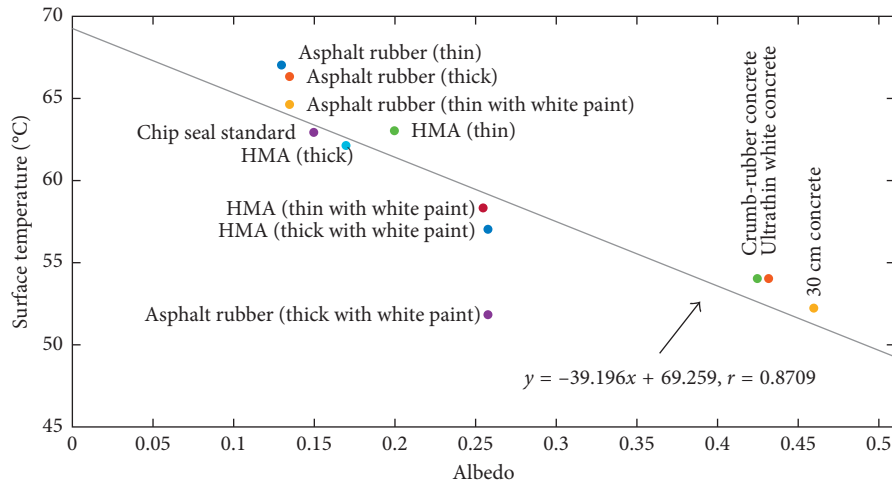 70
65
60
55
50
45
Surface temperature (°C)
Asphalt rubber (thin)
Asphalt rubber (thick)
Asphalt rubber (thin with white paint)
Chip seal standard
HMA (thin)
HMA (thick)
HMA (thin with white paint)
HMA (thick with white paint)
Asphalt rubber (thick with white paint)
Crumb-rubber concrete
Ultrathin white concrete
30 cm concrete
y = –39.196x + 69.259, r = 0.8709
0 0.05 0.1 0.15 0.2 0.25 0.3 0.35 0.4 0.45 0.5
Albedo